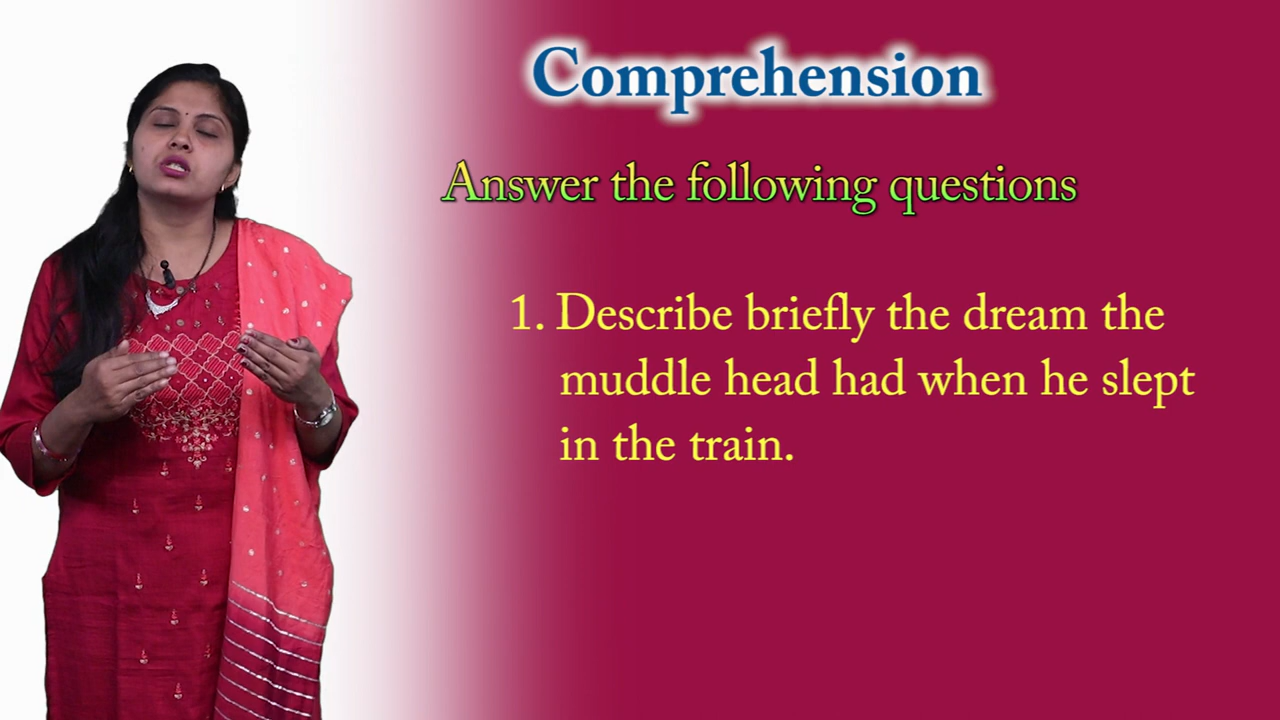 Comprehension
Answer the following questions
1. Describe briefly the dream the
muddle head had when he slept
in the train.